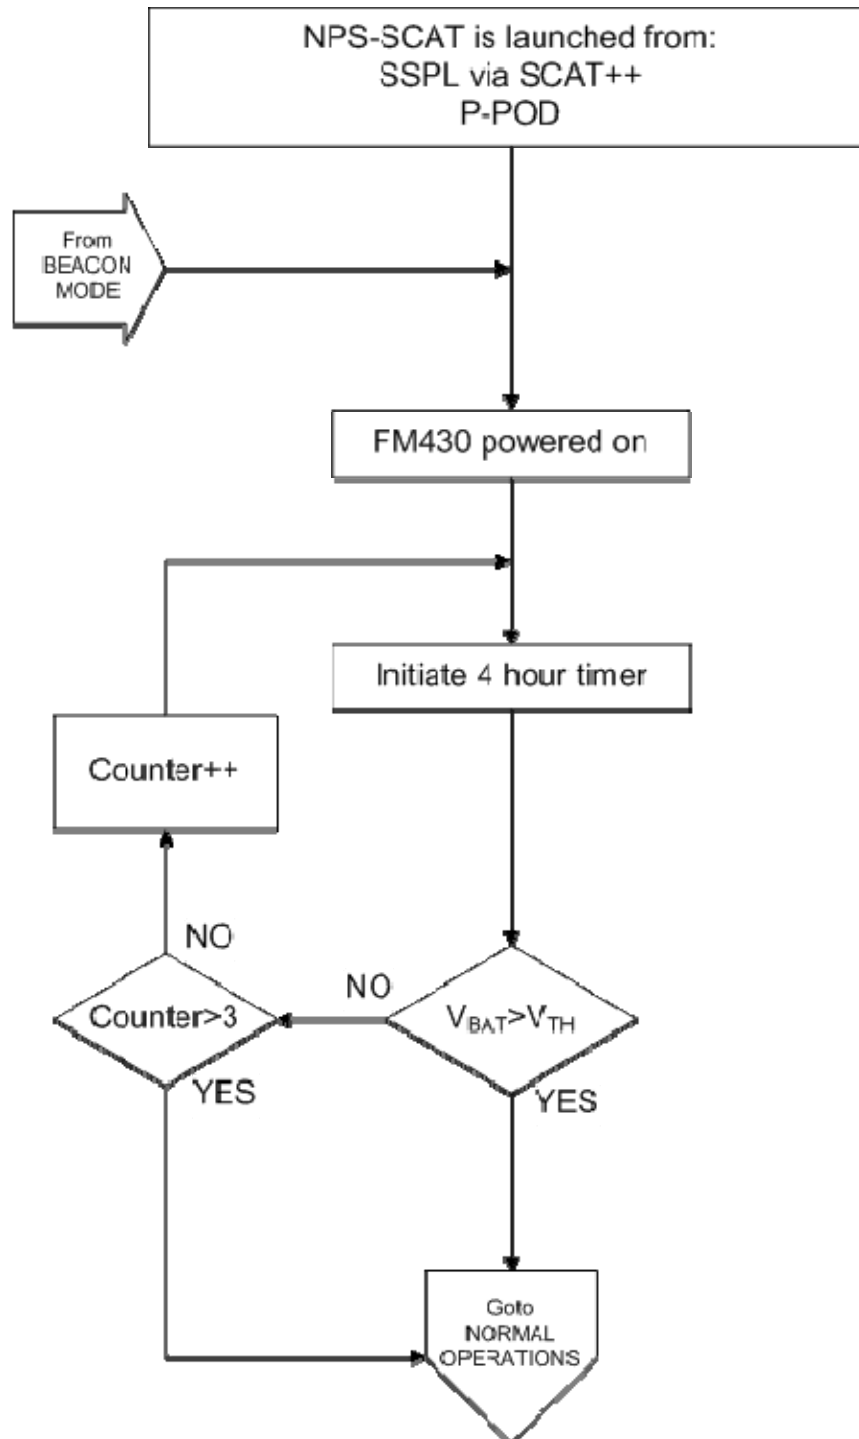 NPS-SCAT is launched from:
SSPL via SCAT++
P-POD
From
BEACON
MODE
FM430 powered on
Initiate 4 hour timer
Counter++
NO
NO
Counter>3
VBAT>VTH
YES
YES
Goto
NORMAL
OPERATIONS